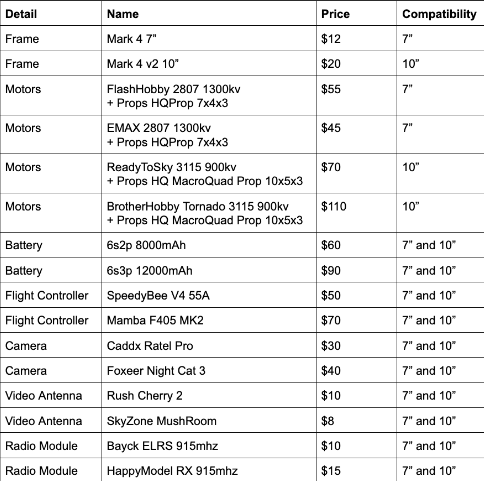 Detail Name Price Compatibility
Frame Mark 4 7” $12 7”
Frame Mark 4 v2 10” $20 10”
Motors FlashHobby 2807 1300kv $55 7”
+ Props HQProp 7x4x3
Motors EMAX 2807 1300kv $45 7”
+ Props HQProp 7x4x3
Motors ReadyToSky 3115 900kv $70 10”
+ Props HQ MacroQuad Prop 10x5x3
Motors BrotherHobby Tornado 3115 900kv $110 10”
+ Props HQ MacroQuad Prop 10x5x3
Battery 6s2p 8000mAh $60 7” and 10”
Battery 6s3p 12000mAh $90 7” and 10”
Flight Controller SpeedyBee V4 55A $50 7” and 10”
Flight Controller Mamba F405 MK2 $70 7” and 10”
Camera Caddx Ratel Pro $30 7” and 10”
Camera Foxeer Night Cat 3 $40 7” and 10”
Video Antenna Rush Cherry 2 $10 7” and 10”
Video Antenna SkyZone MushRoom $8 7” and 10”
Radio Module Bayck ELRS 915mhz $10 7” and 10”
Radio Module HappyModel RX 915mhz $15 7” and 10”